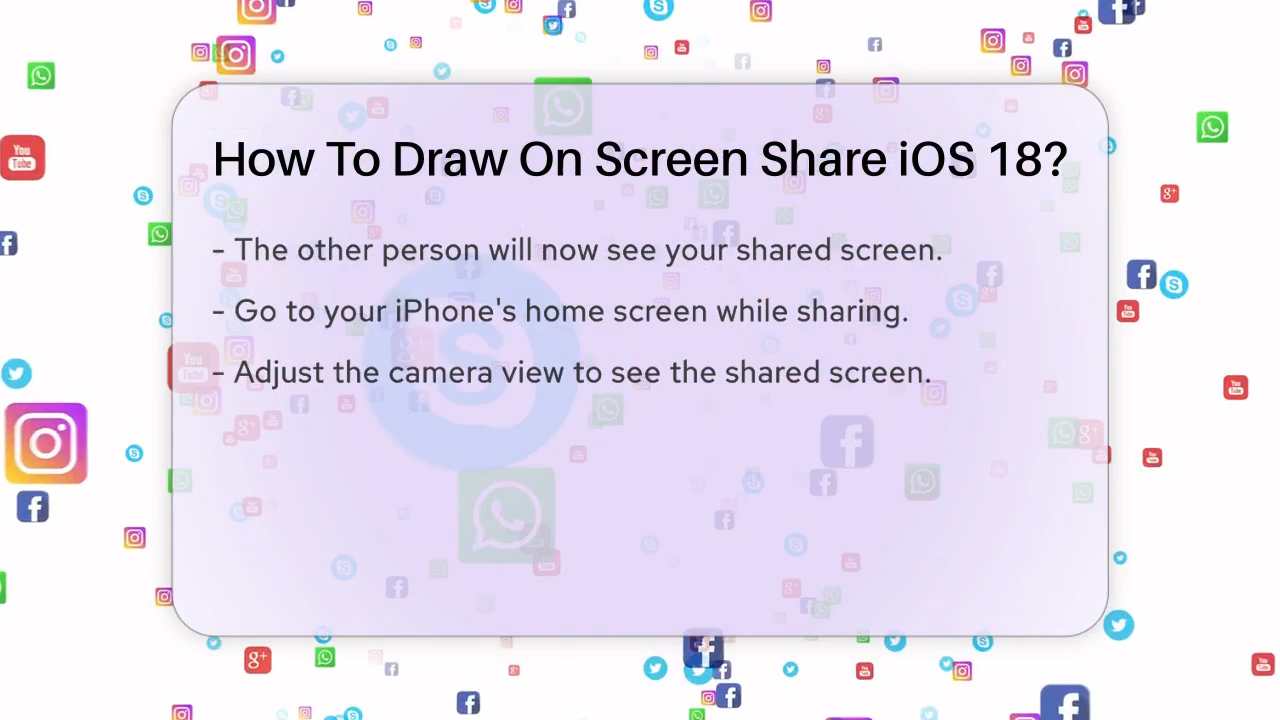 How To Draw On Screen Share iOS 18?
- The other person will now see your shared screen.
- Go to your iPhone's home screen while sharing.
- Adjust the camera view to see the shared screen.